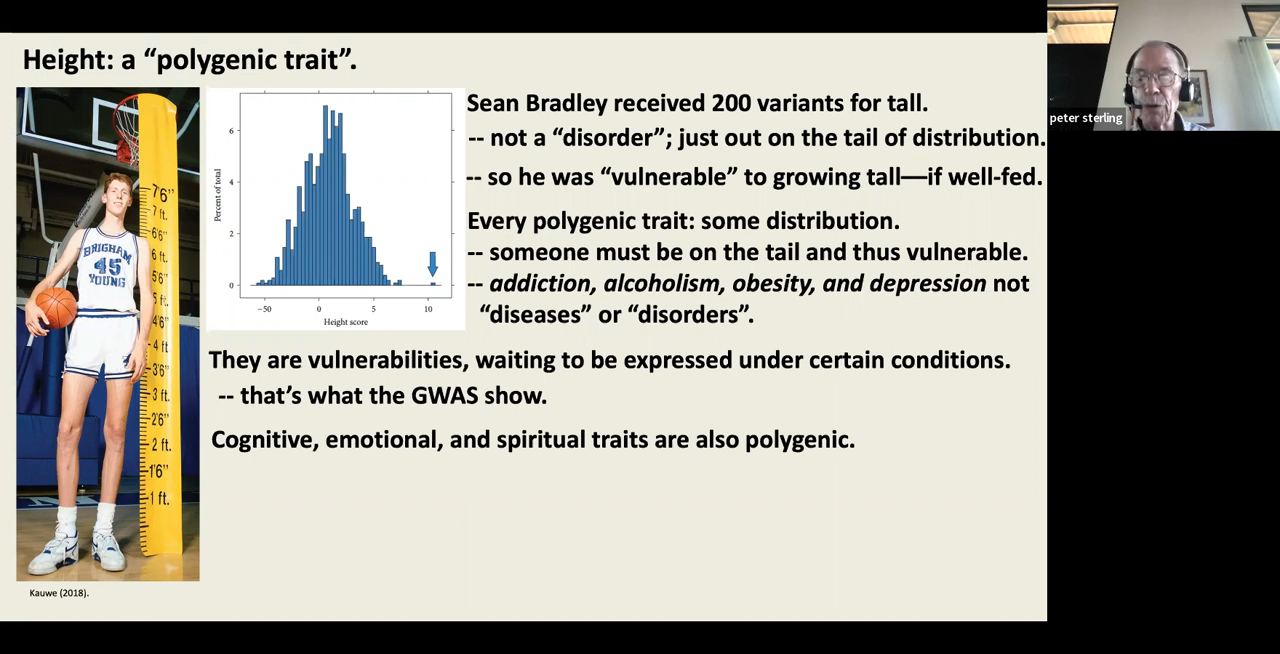 Height: a “polygenic trait”.
Sean Bradley received 200 variants for tall.
-- not a “disorder”; just out on the tail of distribution.
-- so he was “vulnerable” to growing tall—if well-fed.
Every polygenic trait: some distribution.
-- someone must be on the tail and thus vulnerable.
-- addiction, alcoholism, obesity, and depression not
“diseases” or “disorders”.
They are vulnerabilities, waiting to be expressed under certain conditions.
-- that’s what the GWAS show.
Cognitive, emotional, and spiritual traits are also polygenic.
BRIGHAM
45
YOUNG
7'6"
7 ft.
6'6"
6 ft.
5'6"
5 ft.
4'6"
4 ft
3'6"
3 ft.
2'6"
2 ft.
1'6"
1 ft.
Percent of total
6
4
2
0
−50
0
5
10
Height score
Kauwe (2018).
peter sterling